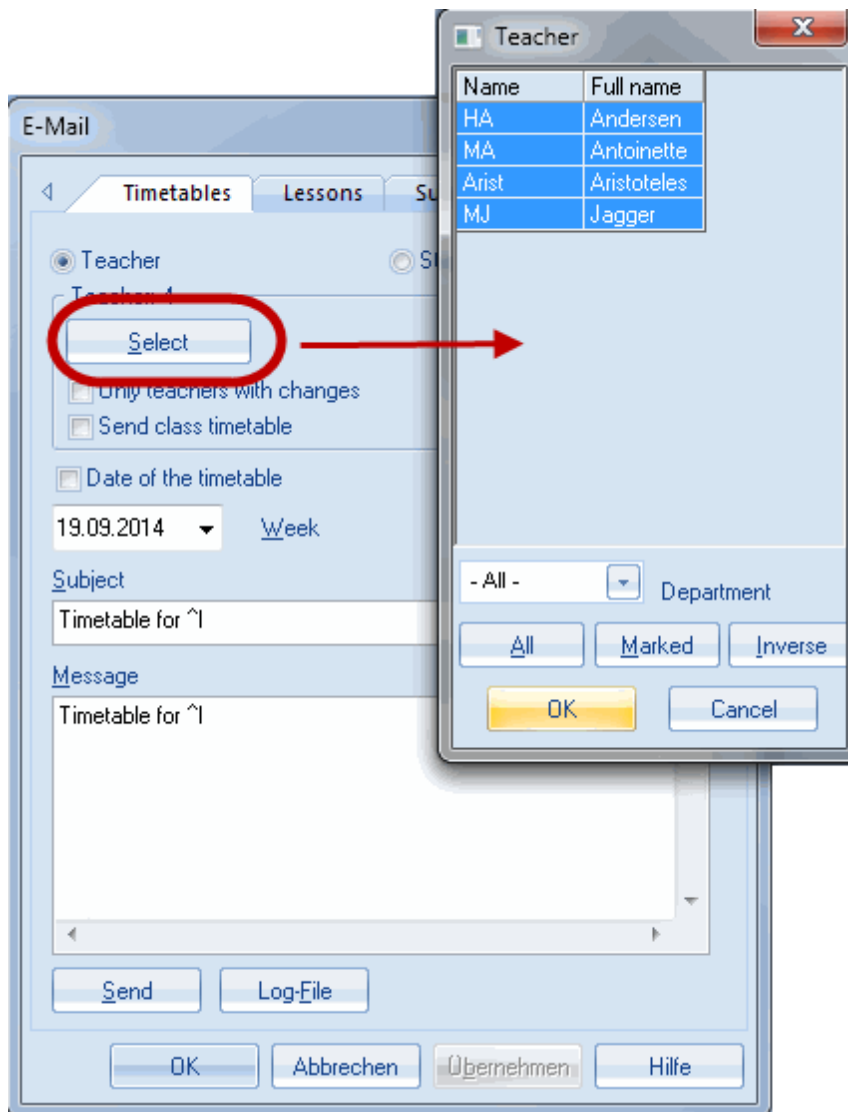 Teacher
Name Full name
HA Andersen
MA Antoinette
Arist Aristoteles
MJ Jagger
- All - Department
All Marked Inverse
OK Cancel
E-Mail
Timetables Lessons Su
Teacher
Select
Only teachers with changes
Send class timetable
Date of the timetable
19.09.2014 Week
Subject
Timetable for ^l
Message
Timetable for ^l
Send Log-File
OK Abbrechen Übernehmen Hilfe